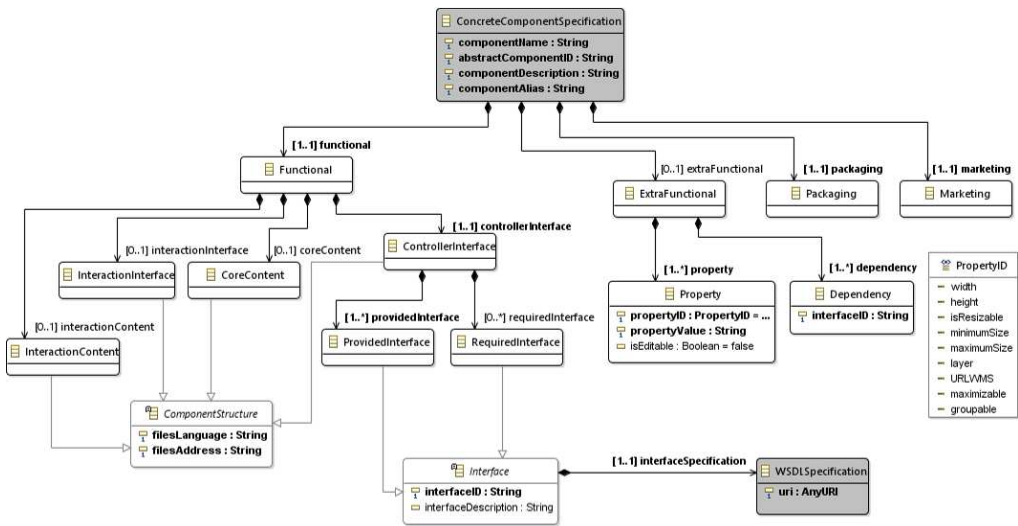 ConcreteComponentSpecification
componentName : String
abstractComponentID : String
componentDescription : String
componentAlias : String
[1..1] functional
[0..1] extraFunctional
[1..1] packaging
[1..1] marketing
Functional
ExtraFunctional
Packaging
Marketing
[1..1] controllerInterface
[0..1] interactionInterface
[0..1] coreContent
ControllerInterface
InteractionInterface
CoreContent
[1..*] property
[1..*] dependency
PropertyID
width
height
isResizable
minimumSize
maximumSize
layer
URLWMS
maximizable
groupable
Property
propertyID : PropertyID = ...
propertyValue : String
isEditable : Boolean = false
Dependency
interfaceID : String
[0..1] interactionContent
[1..*] providedInterface
[0..*] requiredInterface
InteractionContent
ProvidedInterface
RequiredInterface
ComponentStructure
filesLanguage : String
filesAddress : String
[1..1] interfaceSpecification
Interface
interfaceID : String
interfaceDescription : String
WSDLSpecification
uri : AnyURI